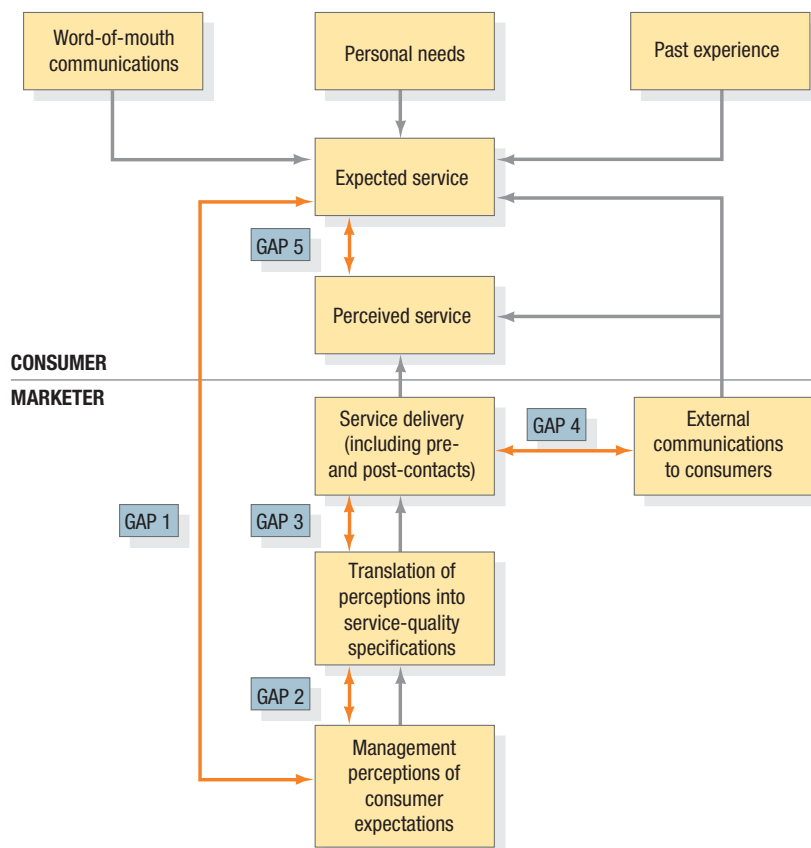 Word-of-mouth
communications
Personal needs
Past experience
Expected service
GAP 5
Perceived service
CONSUMER
MARKETER
Service delivery
(including pre-
and post-contacts)
GAP 4
External
communications
to consumers
GAP 1
GAP 3
Translation of
perceptions into
service-quality
specifications
GAP 2
Management
perceptions of
consumer
expectations